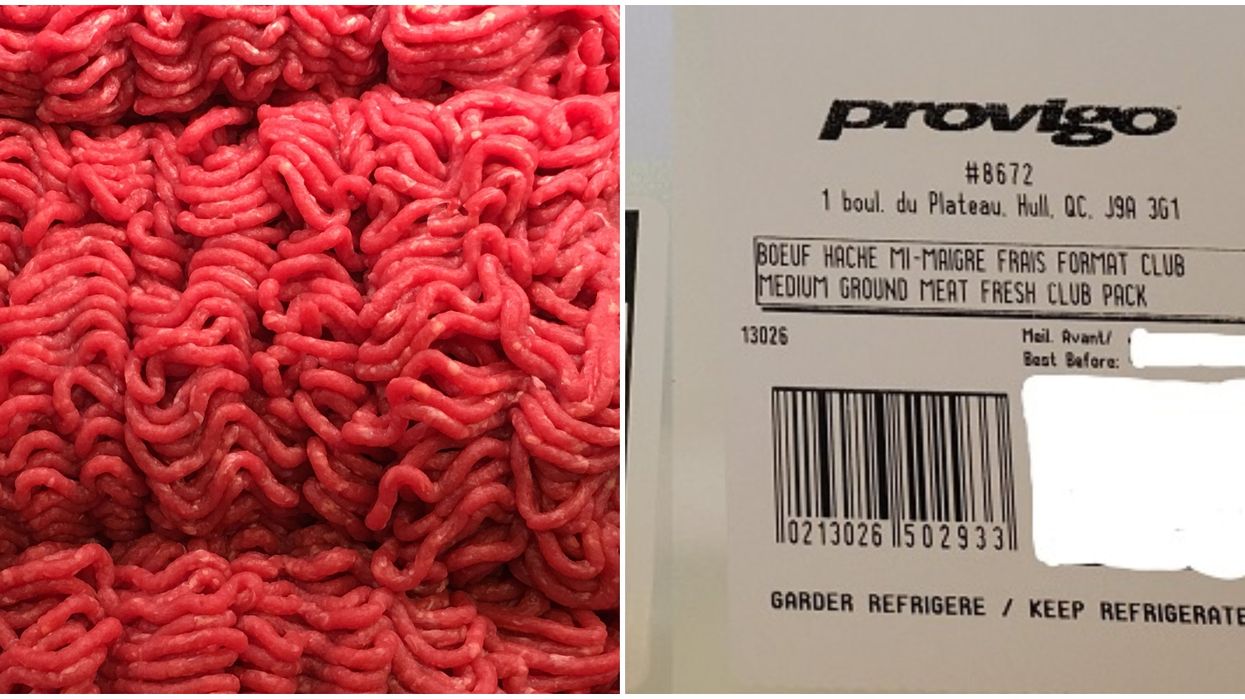 provigo
#8672
1 boul. du Plateau, Hull, QC, J9A 3G1
BOEUF HACHE MI-MAIGRE FRAIS FORMAT CLUB
MEDIUM GROUND MEAT FRESH CLUB PACK
13026
Meil. Avant/
Best Before:
0213026 502933
GARDER REFRIGERE / KEEP REFRIGERATE